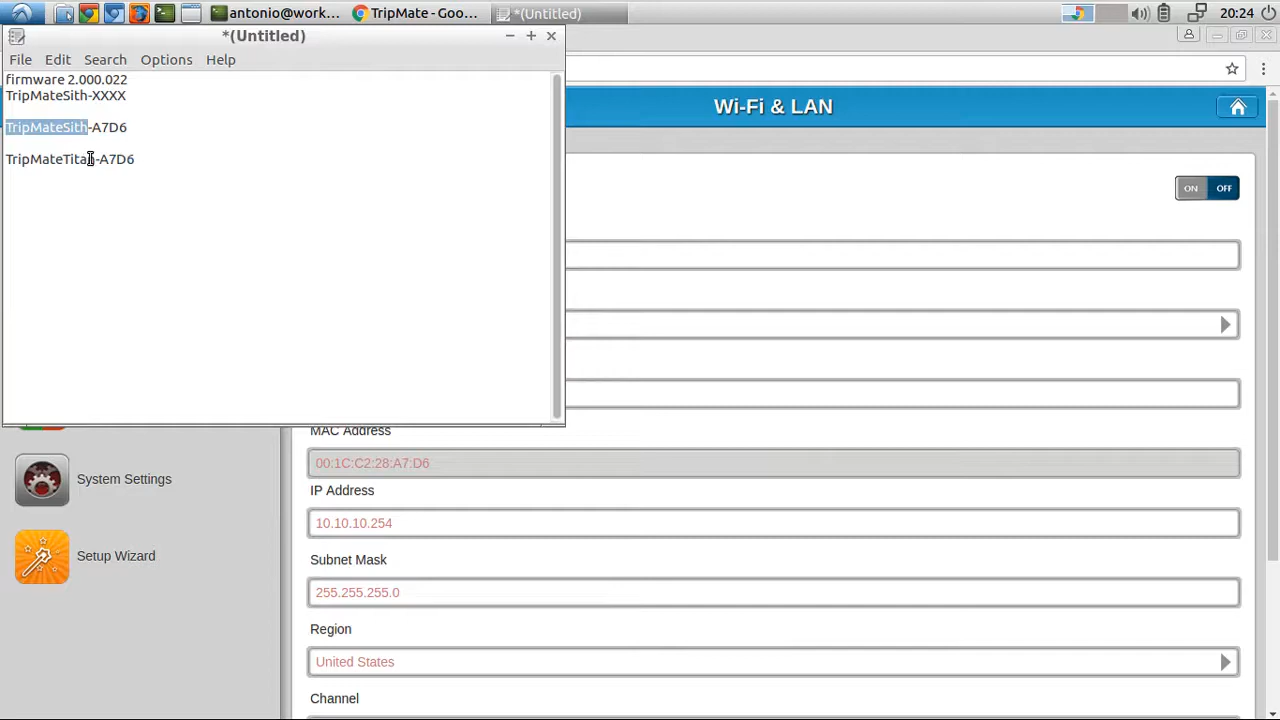 antonio@work...
TripMate - Goo...
*(Untitled)
20:24
*(Untitled)
File Edit Search Options Help
firmware 2.000.022
TripMateSith-XXXX
TripMateSith-A7D6
TripMateTitan-A7D6
Wi-Fi & LAN
ON OFF
MAC Address
00:1C:C2:28:A7:D6
IP Address
10.10.10.254
Subnet Mask
255.255.255.0
Region
United States
Channel
System Settings
Setup Wizard